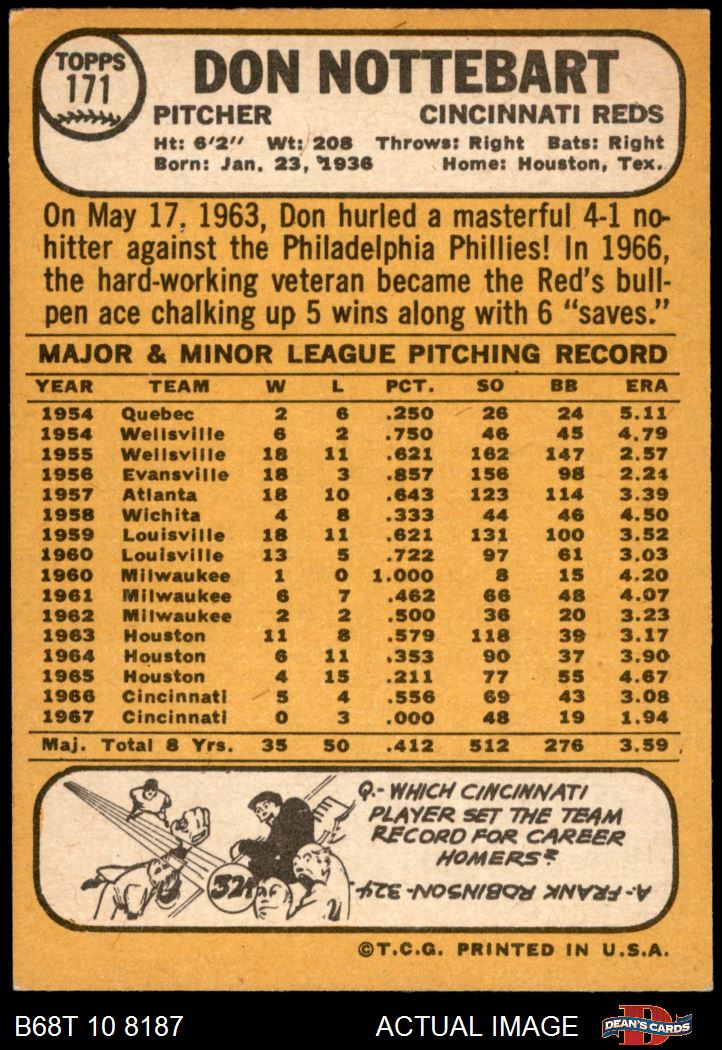 TOPPS
171
DON NOTTEBART
PITCHER CINCINNATI REDS
Ht: 6'2" Wt: 208 Throws: Right Bats: Right
Born: Jan. 23, 1936 Home: Houston, Tex.
On May 17, 1963, Don hurled a masterful 4-1 no-
hitter against the Philadelphia Phillies! In 1966,
the hard-working veteran became the Red's bull-
pen ace chalking up 5 wins along with 6 "saves."
MAJOR & MINOR LEAGUE PITCHING RECORD
YEAR TEAM W L PCT. SO BB ERA
1954 Quebec 2 6 .250 26 24 5.11
1954 Wellsville 6 2 .750 46 45 4.79
1955 Wellsville 18 11 .621 162 147 2.57
1956 Evansville 18 3 .857 156 98 2.24
1957 Atlanta 18 10 .643 123 114 3.39
1958 Wichita 4 8 .333 44 46 4.50
1959 Louisville 18 11 .621 131 100 3.52
1960 Louisville 13 5 .722 97 61 3.03
1960 Milwaukee 1 0 1.000 8 15 4.20
1961 Milwaukee 6 7 .462 66 48 4.07
1962 Milwaukee 2 2 .500 36 20 3.23
1963 Houston 11 8 .579 118 39 3.17
1964 Houston 6 11 .353 90 37 3.90
1965 Houston 4 15 .211 77 55 4.67
1966 Cincinnati 5 4 .556 69 43 3.08
1967 Cincinnati 0 3 .000 48 19 1.94
Maj. Total 8 Yrs. 35 50 .412 512 276 3.59
Q.- WHICH CINCINNATI
PLAYER SET THE TEAM
RECORD FOR CAREER
HOMERS?
A.- FRANK ROBINSON-324
324
©T.C.G. PRINTED IN U.S.A.
B68T 10 8187 ACTUAL IMAGE D DEAN'S CARDS